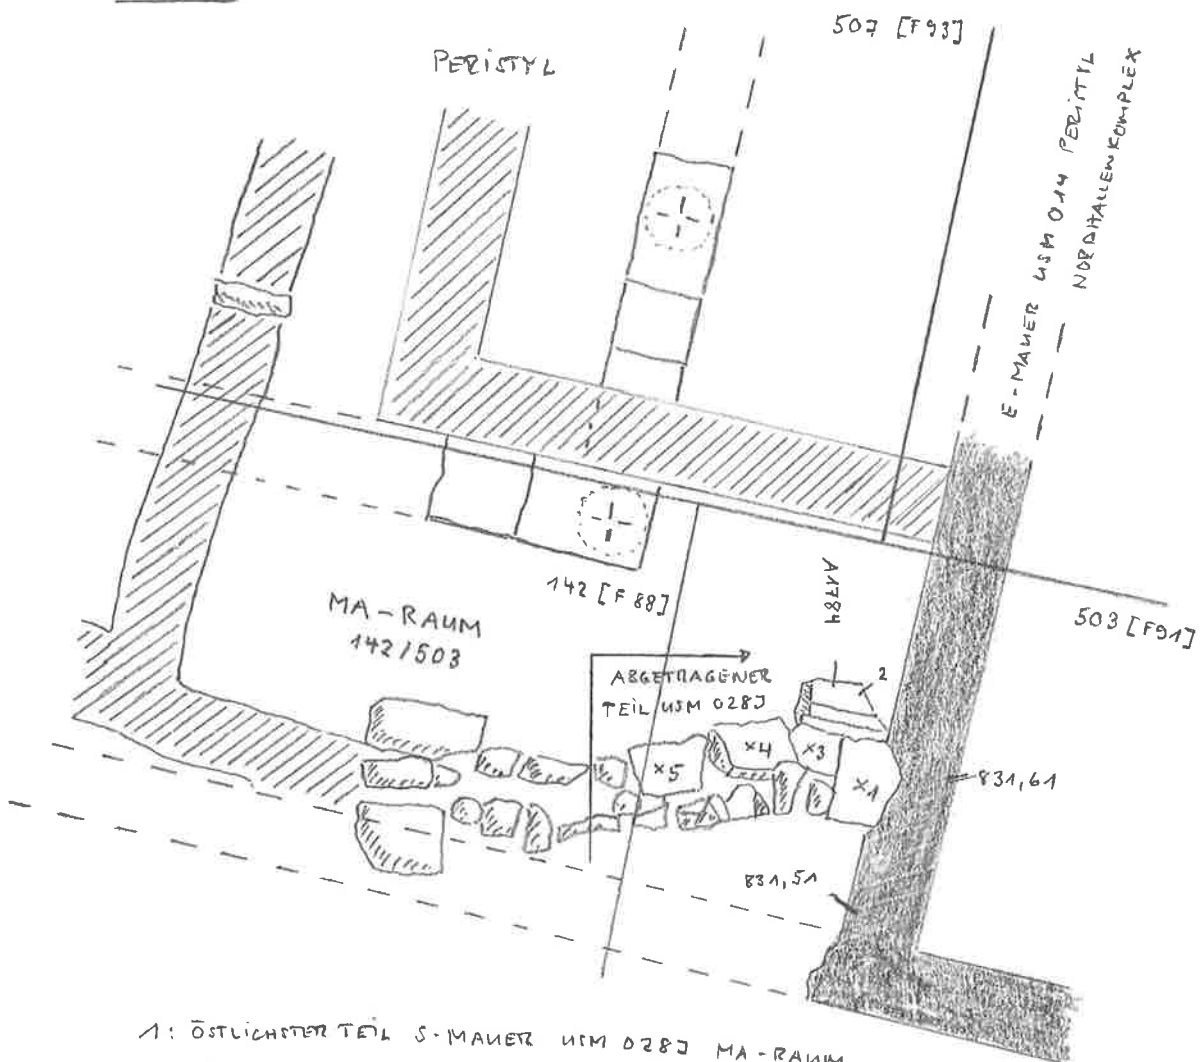 507 [F93]
PERISTYL
E-MAUER USM 014 PERISTYL
NORDHALLENKOMPLEX
142 [F 88]
A1784
503 [F91]
MA-RAUM
142/503
ABGETRAGENER
TEIL USM 0287
2
×4
×3
×5
×1
831,61
831,51
1: ÖSTLICHSTER TEIL S-MAUER USM 0287 MA-RAUM